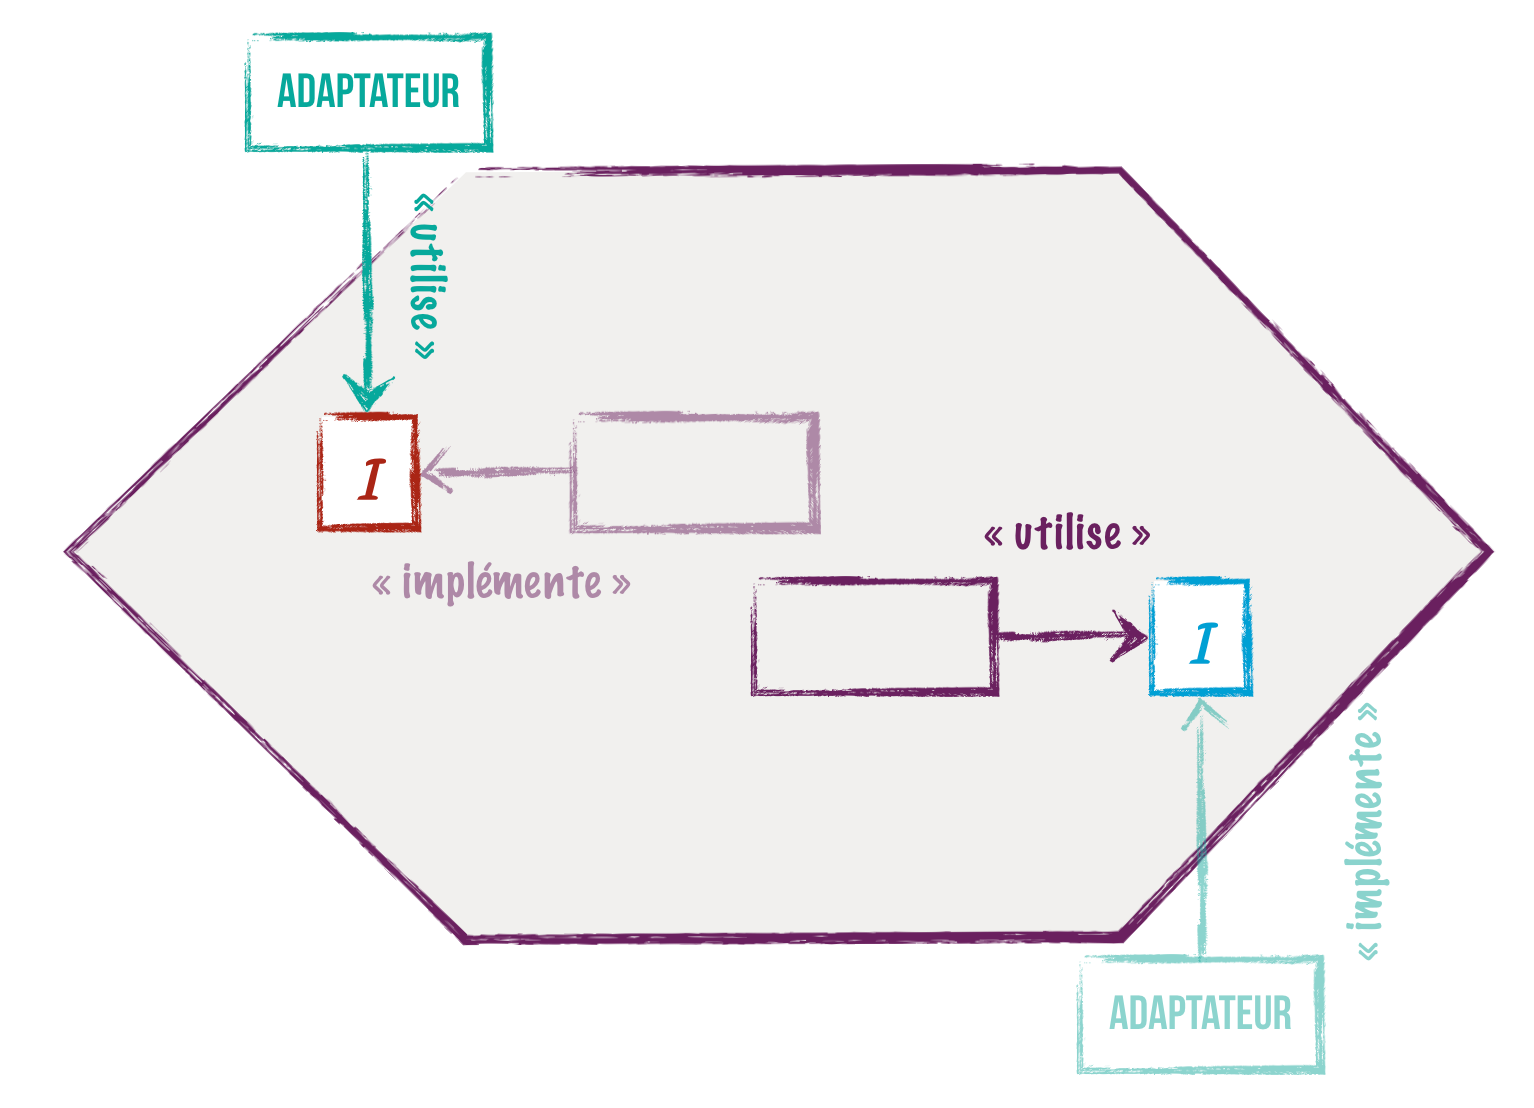 ADAPTATEUR
« utilise »
I
« implémente »
« utilise »
I
« implémente »
ADAPTATEUR